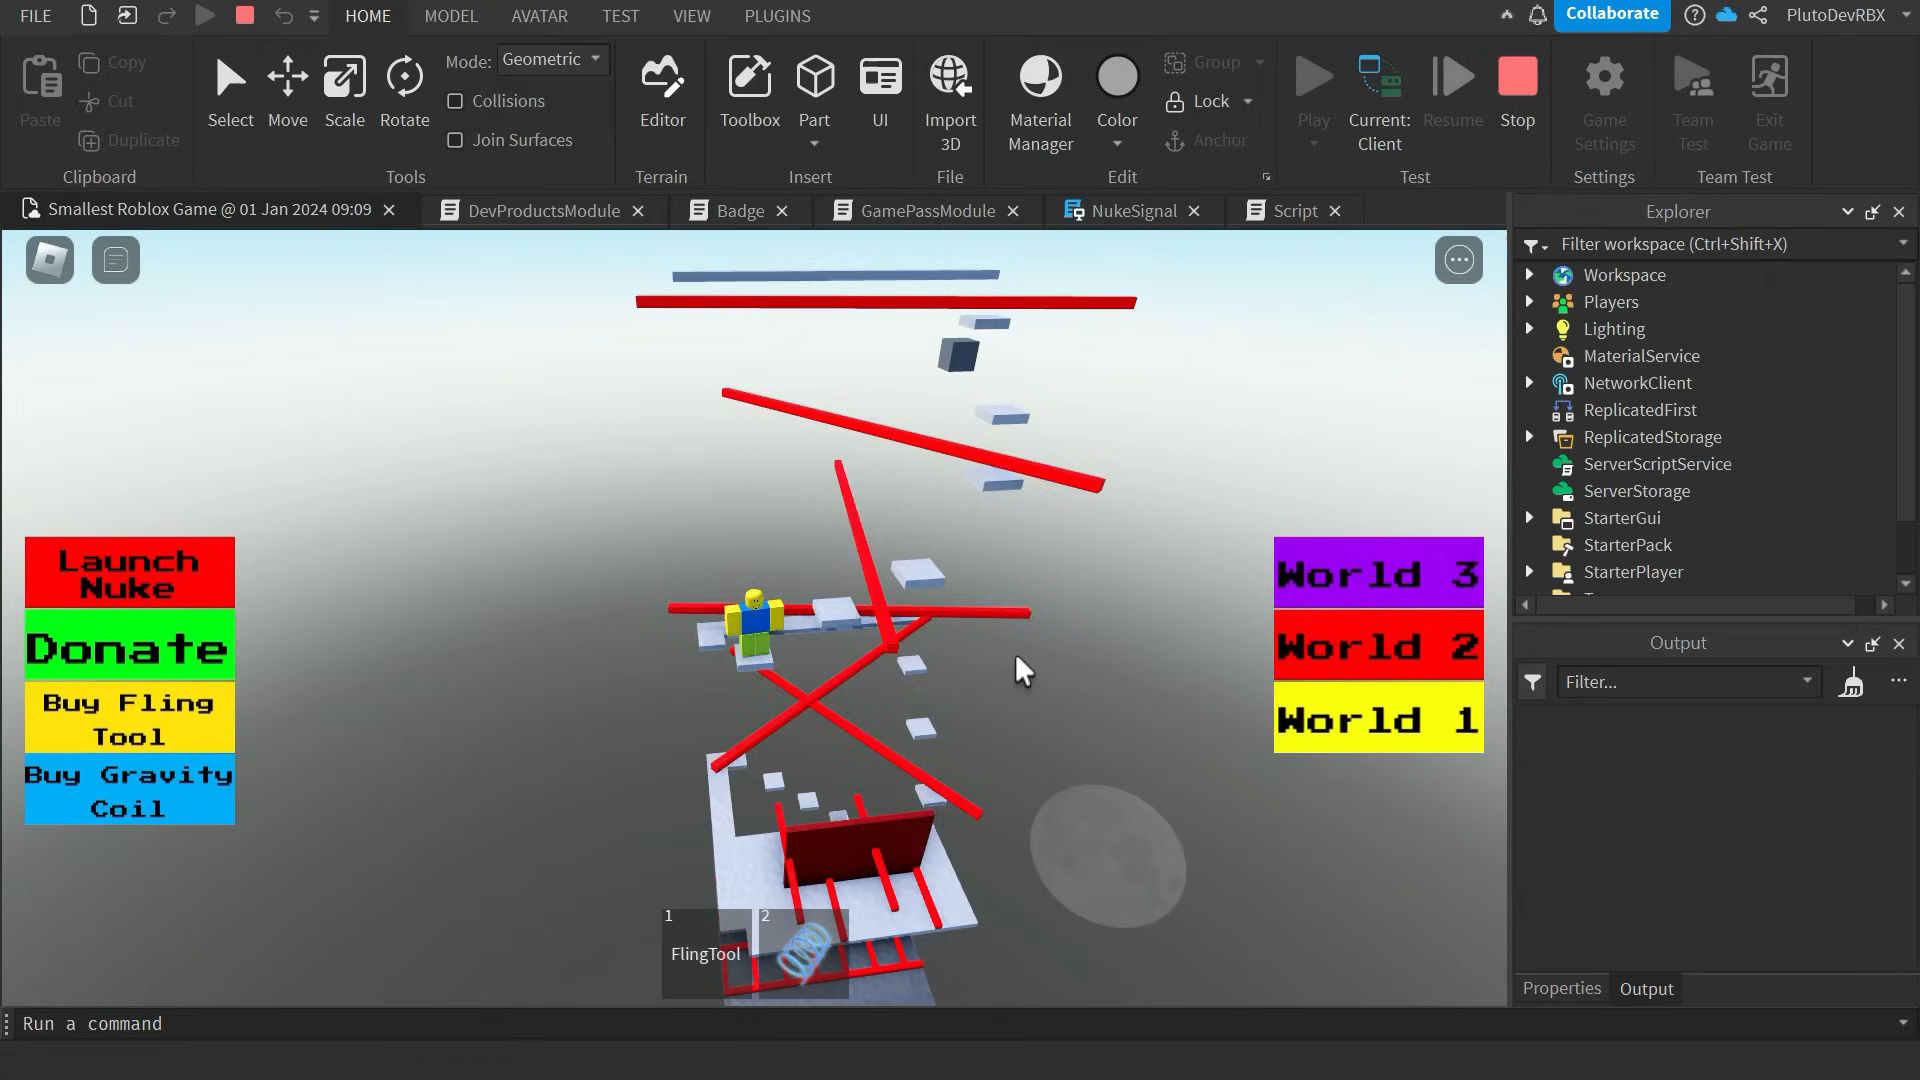 FILE HOME MODEL AVATAR TEST VIEW PLUGINS Collaborate PlutoDevRBX
Paste Copy Cut Duplicate Clipboard
Select Move Scale Rotate Mode: Geometric Collisions Join Surfaces Tools
Editor Terrain
Toolbox Part UI Insert
Import 3D File
Material Manager Color Group Lock Anchor Edit
Play Current: Client Resume Stop Test
Game Settings Settings
Team Test Exit Game Team Test
Smallest Roblox Game @ 01 Jan 2024 09:09 DevProductsModule Badge GamePassModule NukeSignal Script
Explorer
Filter workspace (Ctrl+Shift+X)
Workspace
Players
Lighting
MaterialService
NetworkClient
ReplicatedFirst
ReplicatedStorage
ServerScriptService
ServerStorage
StarterGui
StarterPack
StarterPlayer
Launch
Nuke
Donate
Buy Fling
Tool
Buy Gravity
Coil
World 3
World 2
World 1
1 2
FlingTool
Output
Filter...
Properties Output
Run a command